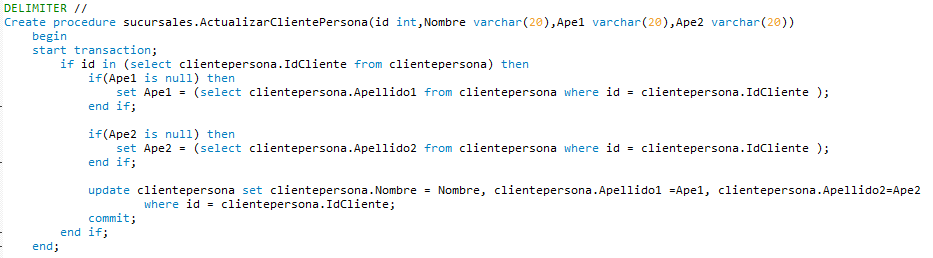 DELIMITER //
Create procedure sucursales.ActualizarClientePersona(id int,Nombre varchar(20),Ape1 varchar(20),Ape2 varchar(20))
begin
start transaction;
if id in (select clientepersona.IdCliente from clientepersona) then
if(Ape1 is null) then
set Ape1 = (select clientepersona.Apellido1 from clientepersona where id = clientepersona.IdCliente );
end if;
if(Ape2 is null) then
set Ape2 = (select clientepersona.Apellido2 from clientepersona where id = clientepersona.IdCliente );
end if;
update clientepersona set clientepersona.Nombre = Nombre, clientepersona.Apellido1 =Ape1, clientepersona.Apellido2=Ape2
where id = clientepersona.IdCliente;
commit;
end if;
end;